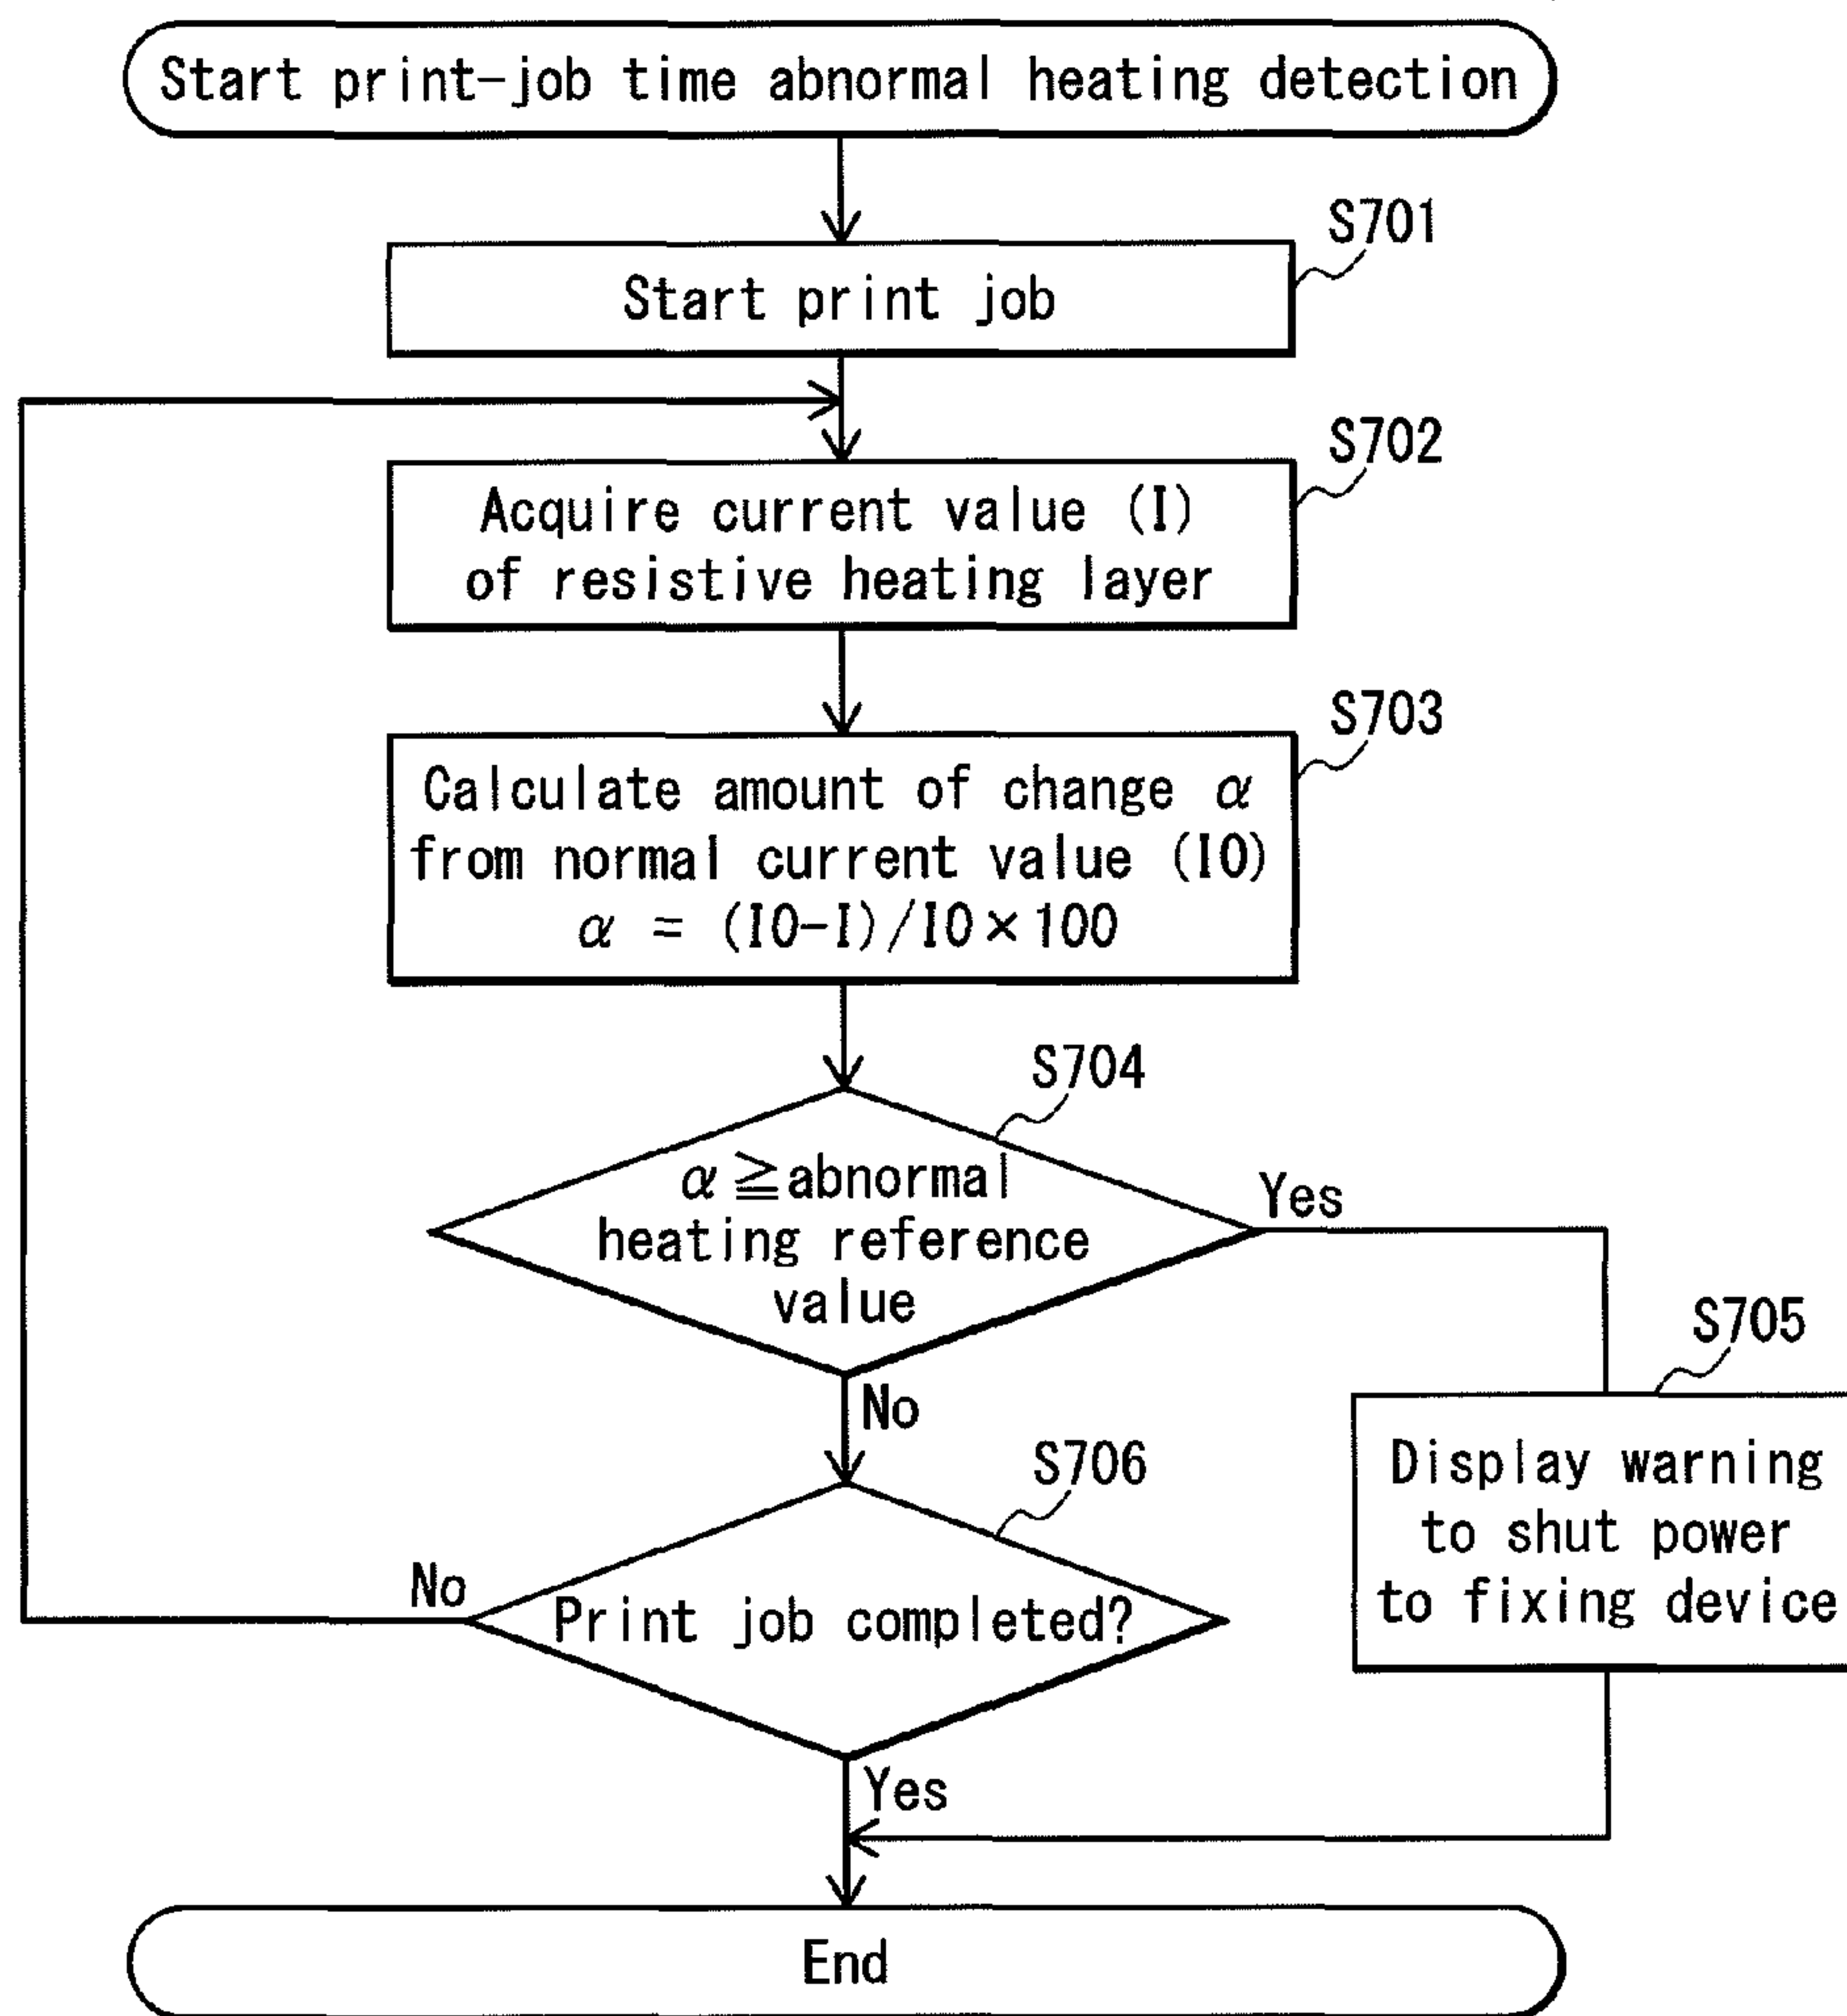 Start print-job time abnormal heating detection
S701
Start print job
S702
Acquire current value (I)
of resistive heating layer
S703
Calculate amount of change α
from normal current value (I0)
α = (I0-I)/I0×100
S704
α≧abnormal
heating reference
value
Yes
No
S705
Display warning
to shut power
to fixing device
S706
Print job completed?
No
Yes
End